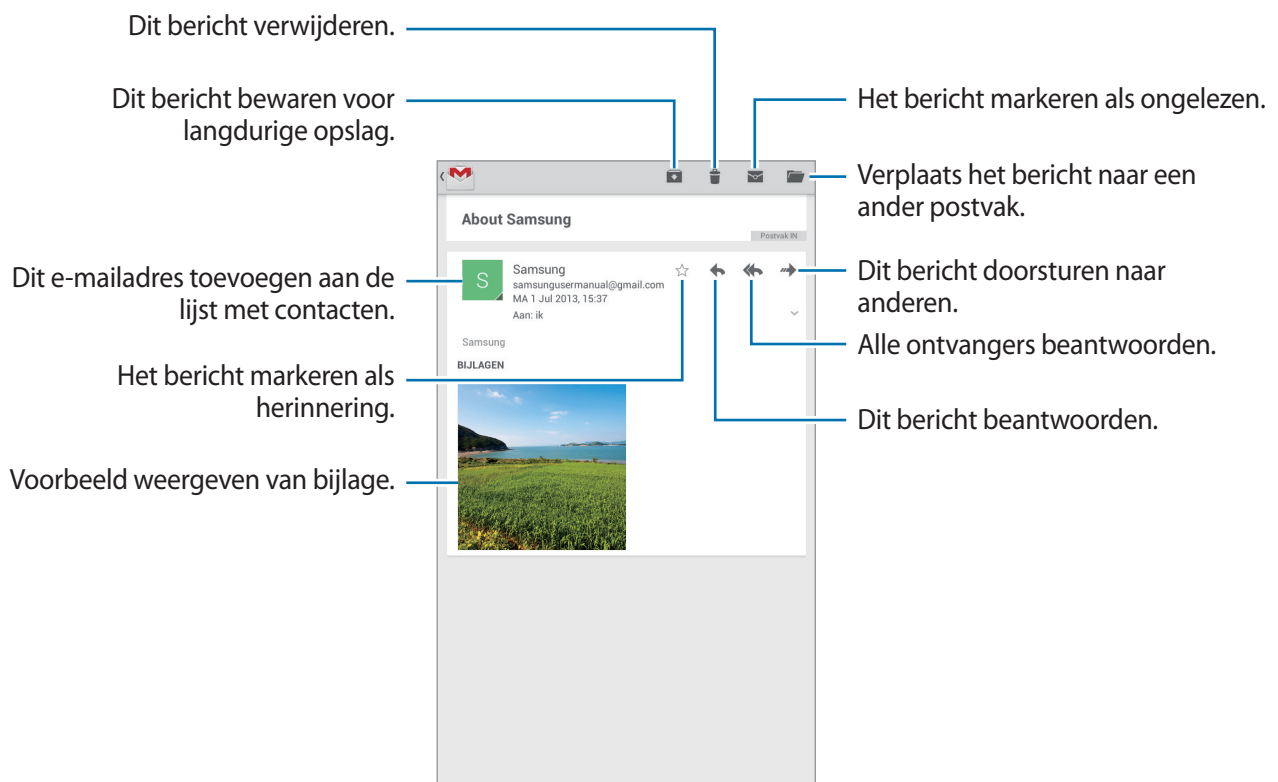 Dit bericht verwijderen.
Dit bericht bewaren voor
langdurige opslag.
Het bericht markeren als ongelezen.
Verplaats het bericht naar een
ander postvak.
About Samsung
Postvak IN
Dit e-mailadres toevoegen aan de
lijst met contacten.
S
Samsung
samsungusermanual@gmail.com
MA 1 Jul 2013, 15:37
Aan: ik
Dit bericht doorsturen naar
anderen.
Alle ontvangers beantwoorden.
Samsung
BIJLAGEN
Het bericht markeren als
herinnering.
Dit bericht beantwoorden.
Voorbeeld weergeven van bijlage.